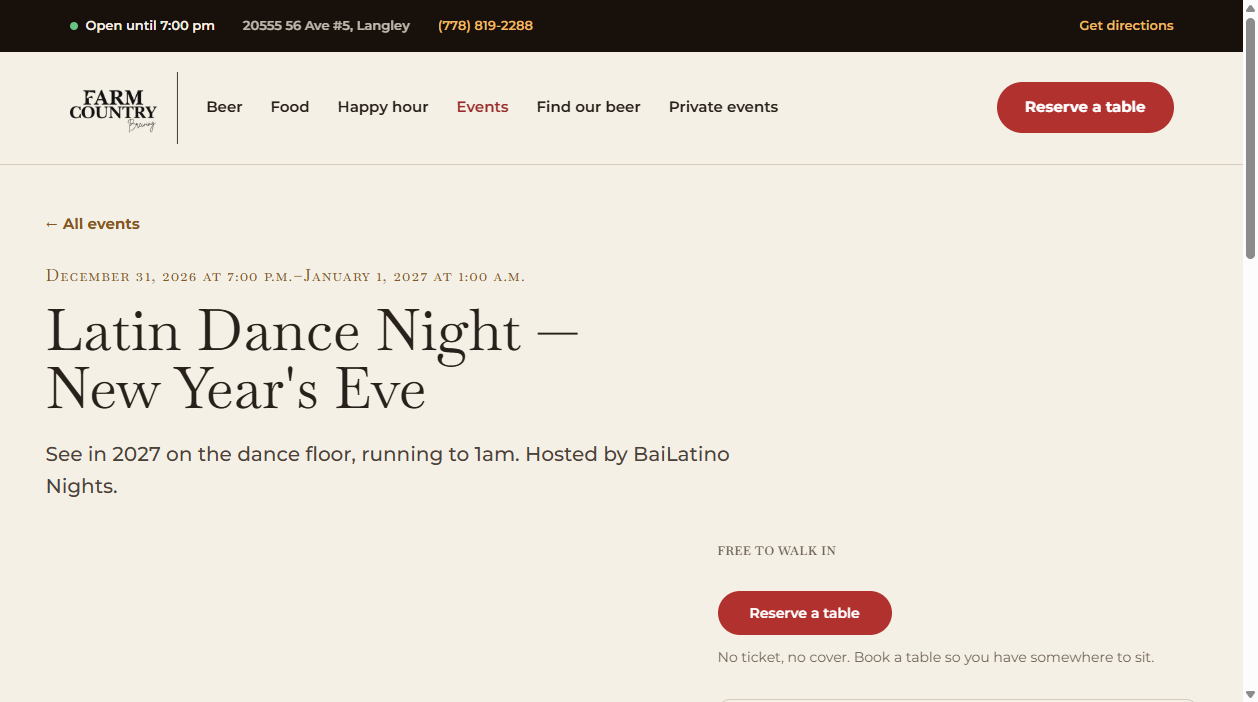 Open until 7:00 pm
20555 56 Ave #5, Langley
(778) 819-2288
Get directions
FARM
COUNTRY
Brewing
Beer
Food
Happy hour
Events
Find our beer
Private events
Reserve a table
← All events
December 31, 2026 at 7:00 p.m.–January 1, 2027 at 1:00 a.m.
Latin Dance Night —
New Year's Eve
See in 2027 on the dance floor, running to 1am. Hosted by BaiLatino
Nights.
FREE TO WALK IN
Reserve a table
No ticket, no cover. Book a table so you have somewhere to sit.